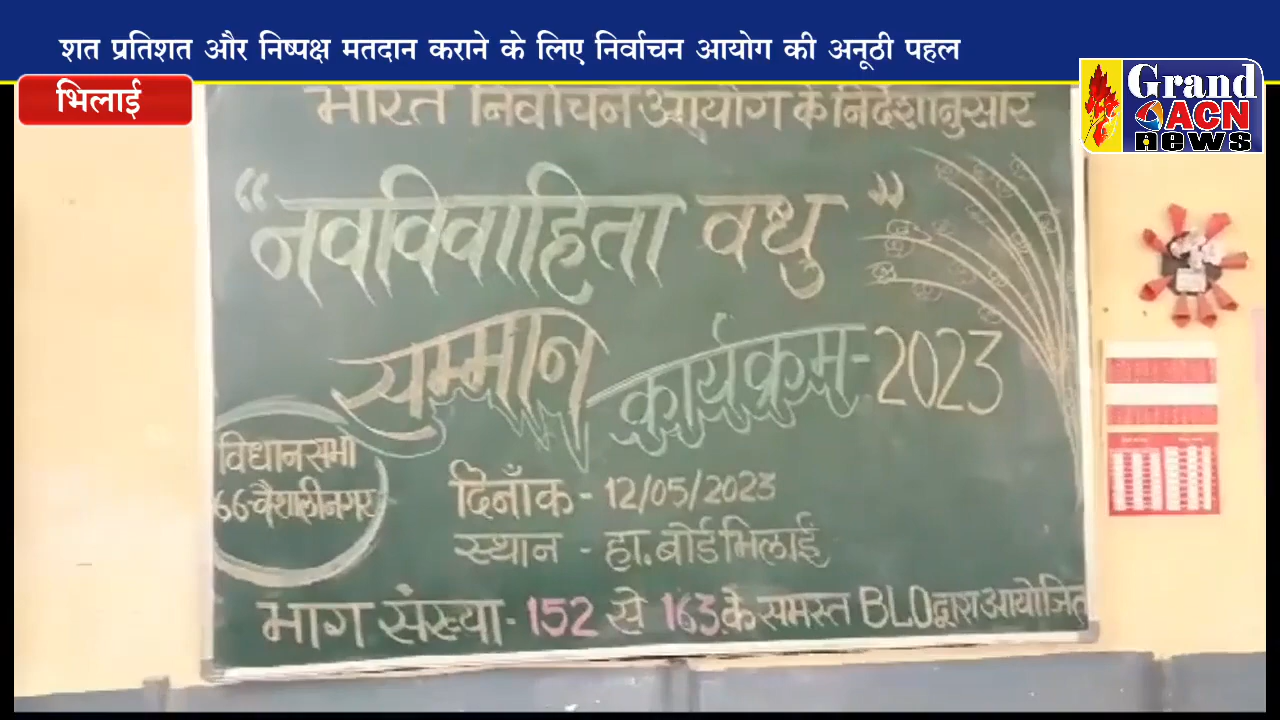 शत प्रतिशत और निष्पक्ष मतदान कराने के लिए निर्वाचन आयोग की अनूठी पहल
भिलाई
Grand
ACN
news
भारत निर्वाचन आयोग के निर्देशानुसार
"नवविवाहिता वधु"
सम्मान कार्यक्रम-2023
विधानसभा
66-वैशालीनगर
दिनाँक - 12/05/2023
स्थान - हा.बोर्ड भिलाई
भाग संख्या - 152 से 163 के समस्त BLO द्वारा आयोजित